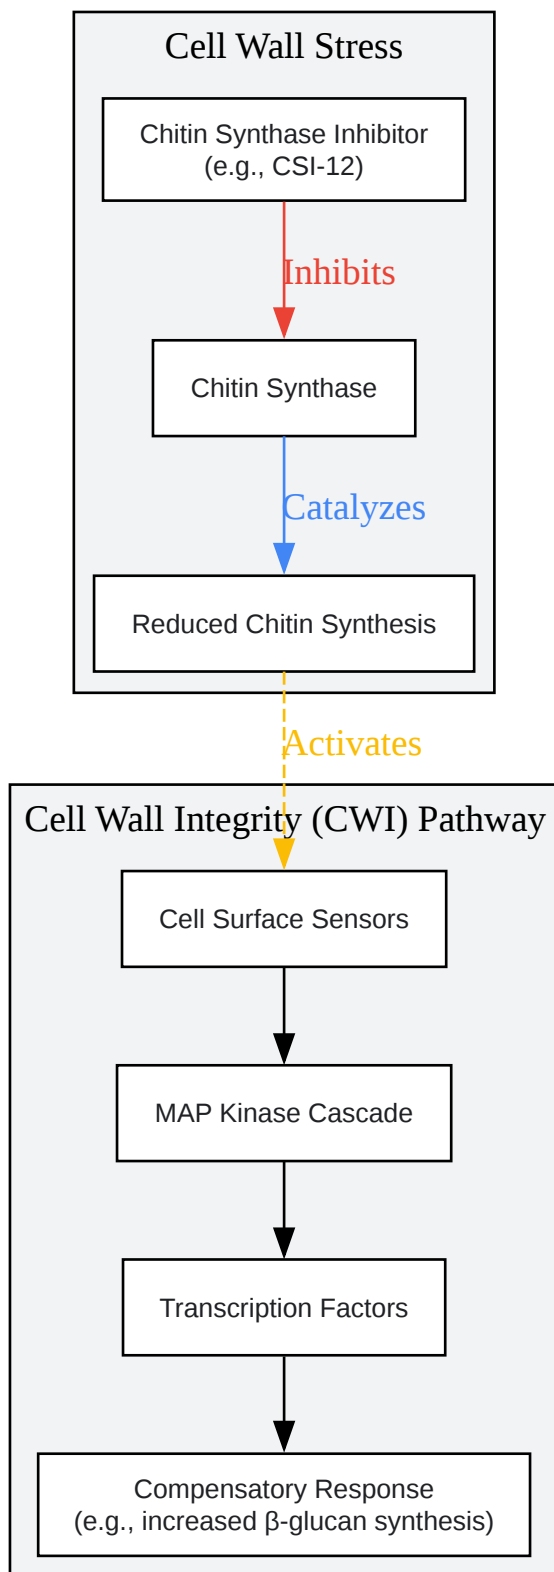 Cell Wall Stress
Chitin Synthase Inhibitor
(e.g., CSI-12)
Inhibits
Chitin Synthase
Catalyzes
Reduced Chitin Synthesis
Activates
Cell Wall Integrity (CWI) Pathway
Cell Surface Sensors
MAP Kinase Cascade
Transcription Factors
Compensatory Response
(e.g., increased β-glucan synthesis)